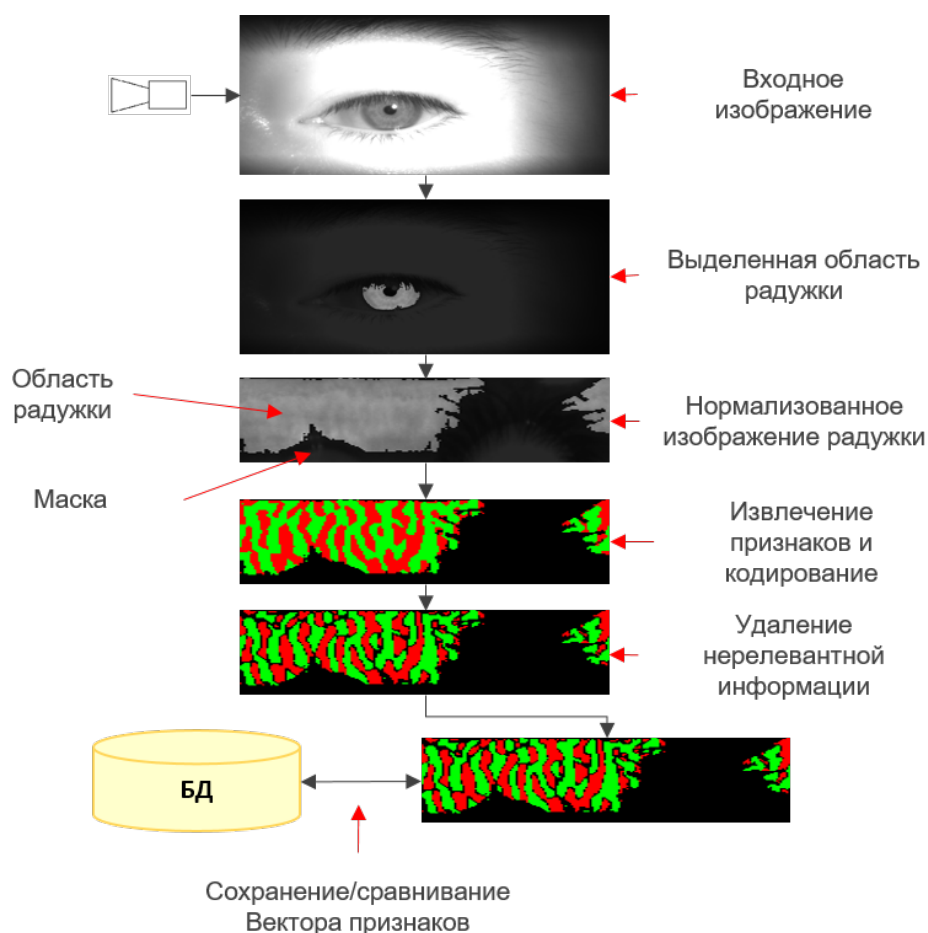 Входное
изображение
Выделенная область
радужки
Область
радужки
Нормализованное
изображение радужки
Маска
Извлечение
признаков и
кодирование
Удаление
нерелевантной
информации
БД
Сохранение/сравнивание
Вектора признаков